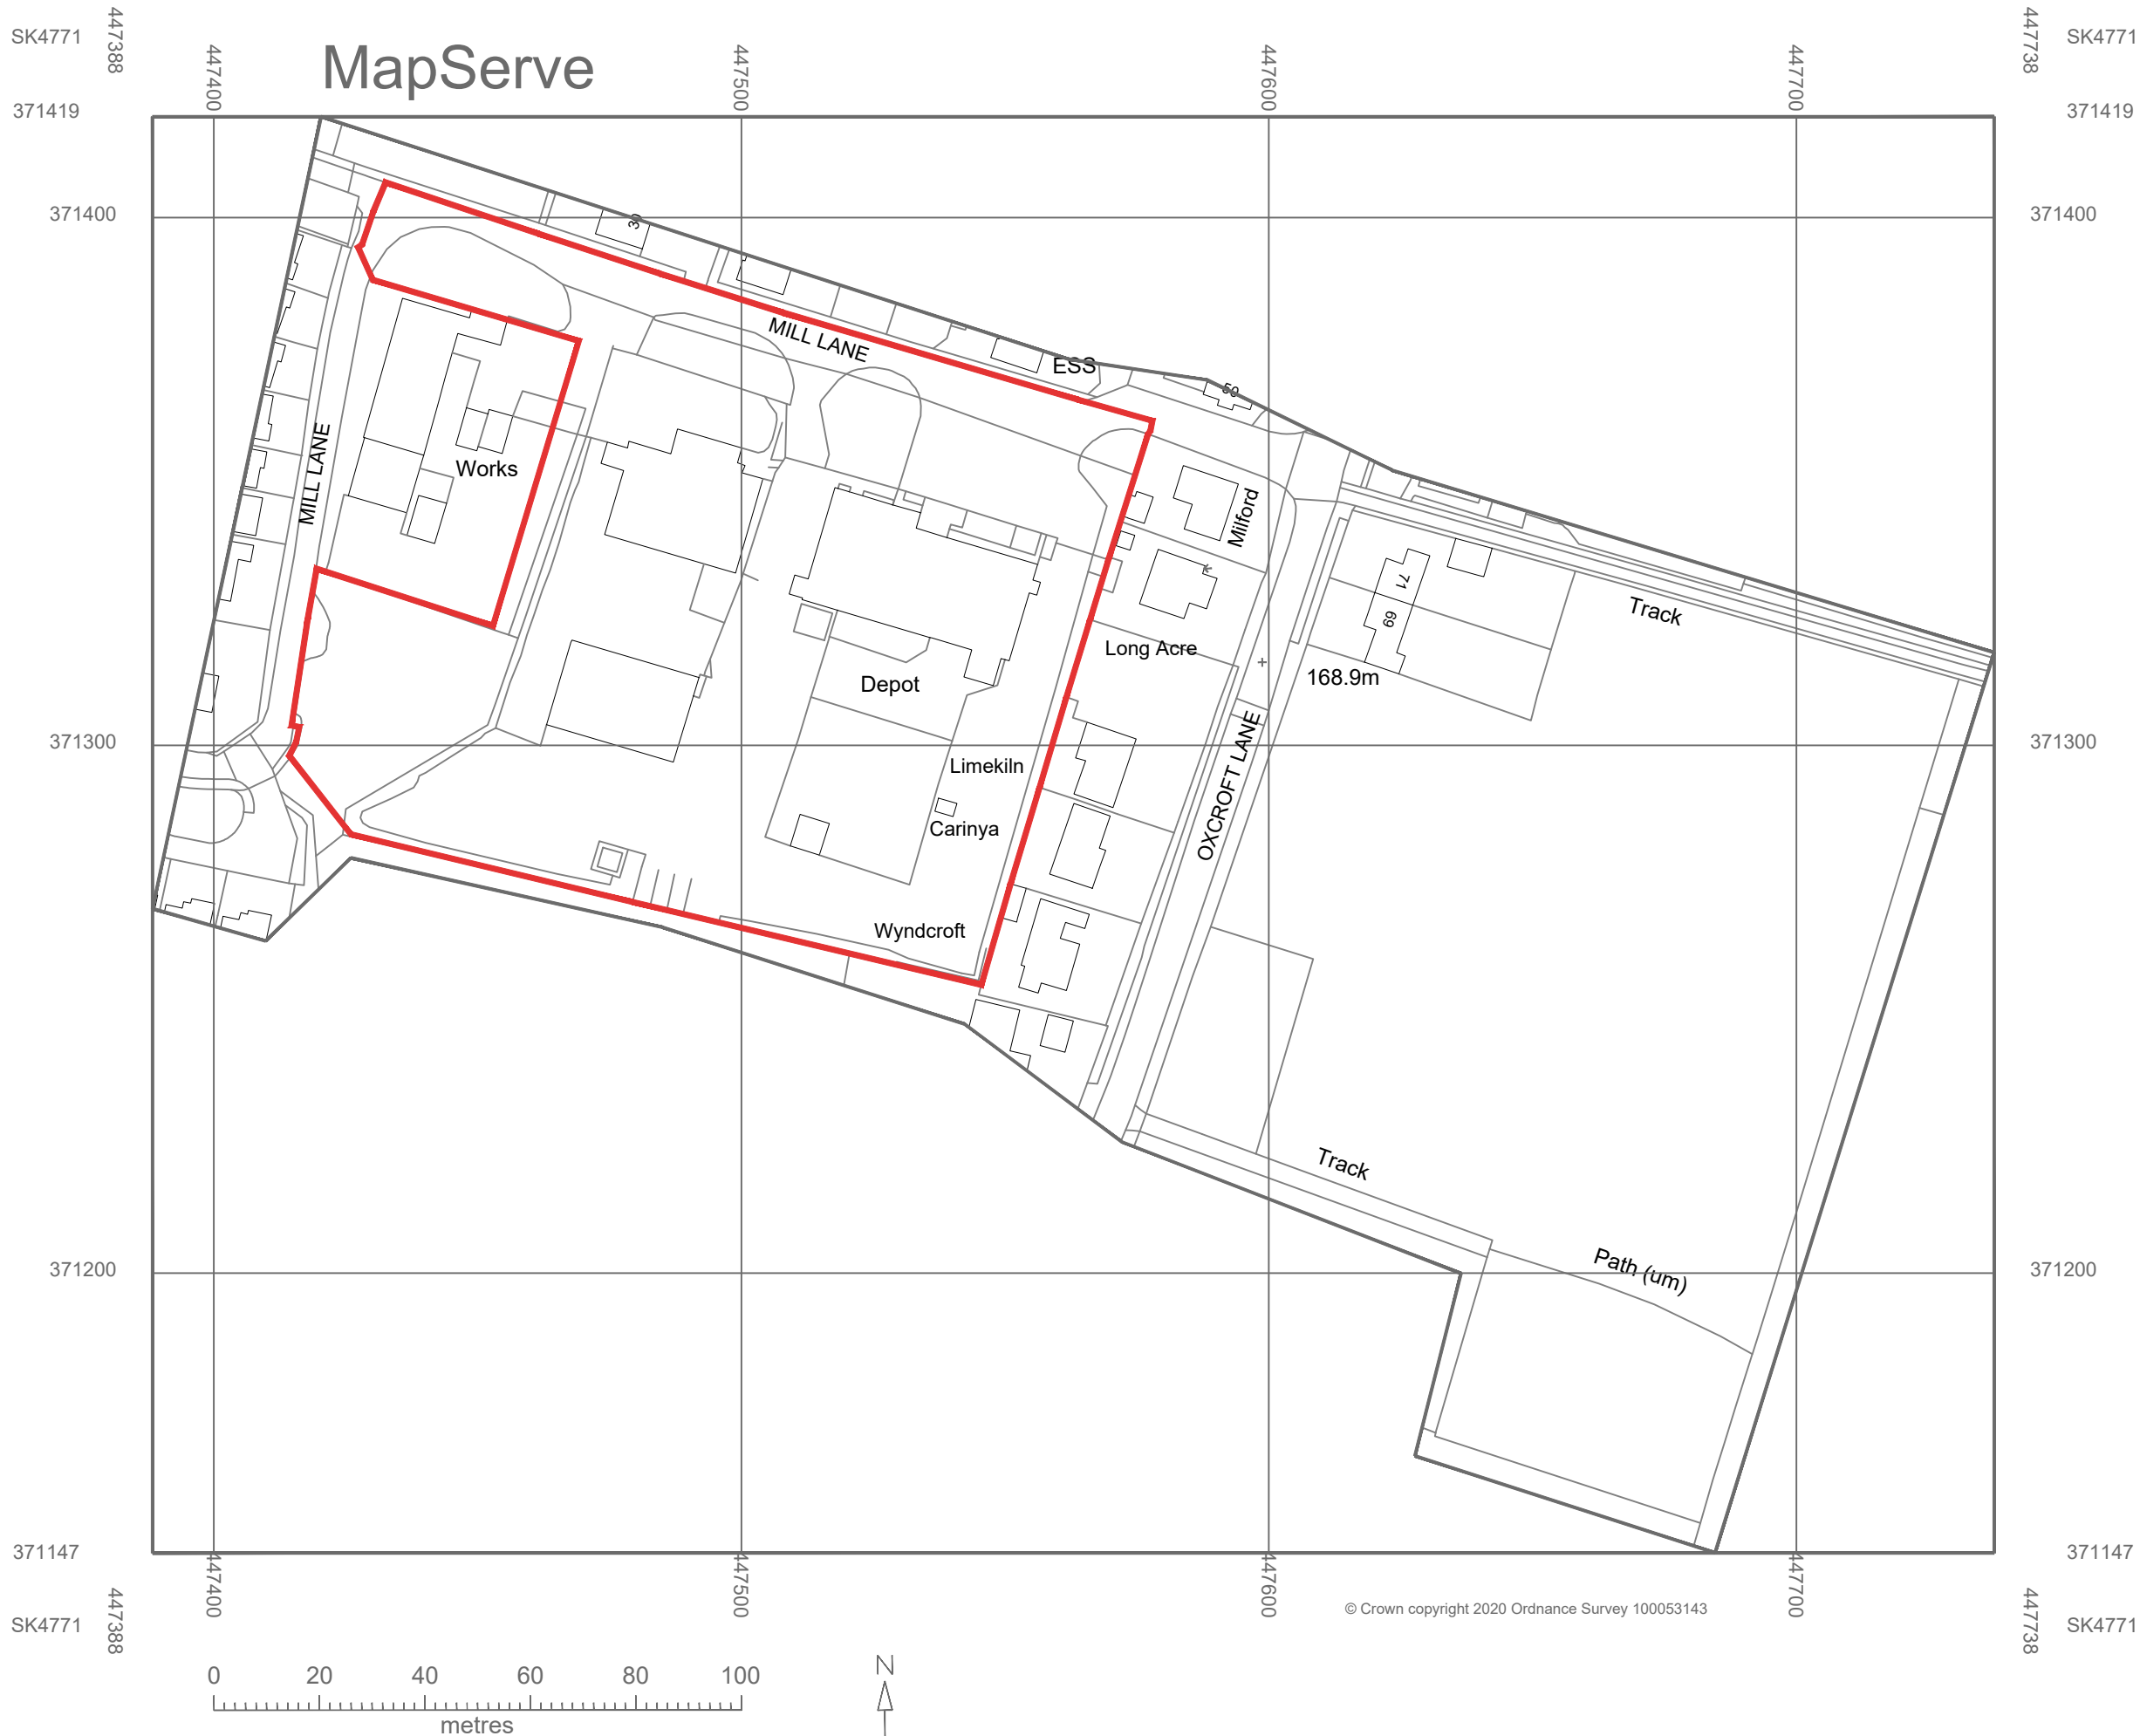 SK4771
447388
MapServe
447738
SK4771
447400
447500
447600
447700
371419
371419
371400
371400
30
MILL LANE
ESS
50
MILL LANE
Works
Milford
71
69
Track
Long Acre
168.9m
Depot
OXCROFT LANE
371300
371300
Limekiln
Carinya
Wyndcroft
Track
Path (um)
371200
371200
371147
371147
447400
447500
447600
447700
© Crown copyright 2020 Ordnance Survey 100053143
SK4771
447388
447738
SK4771
0 20 40 60 80 100
metres
N